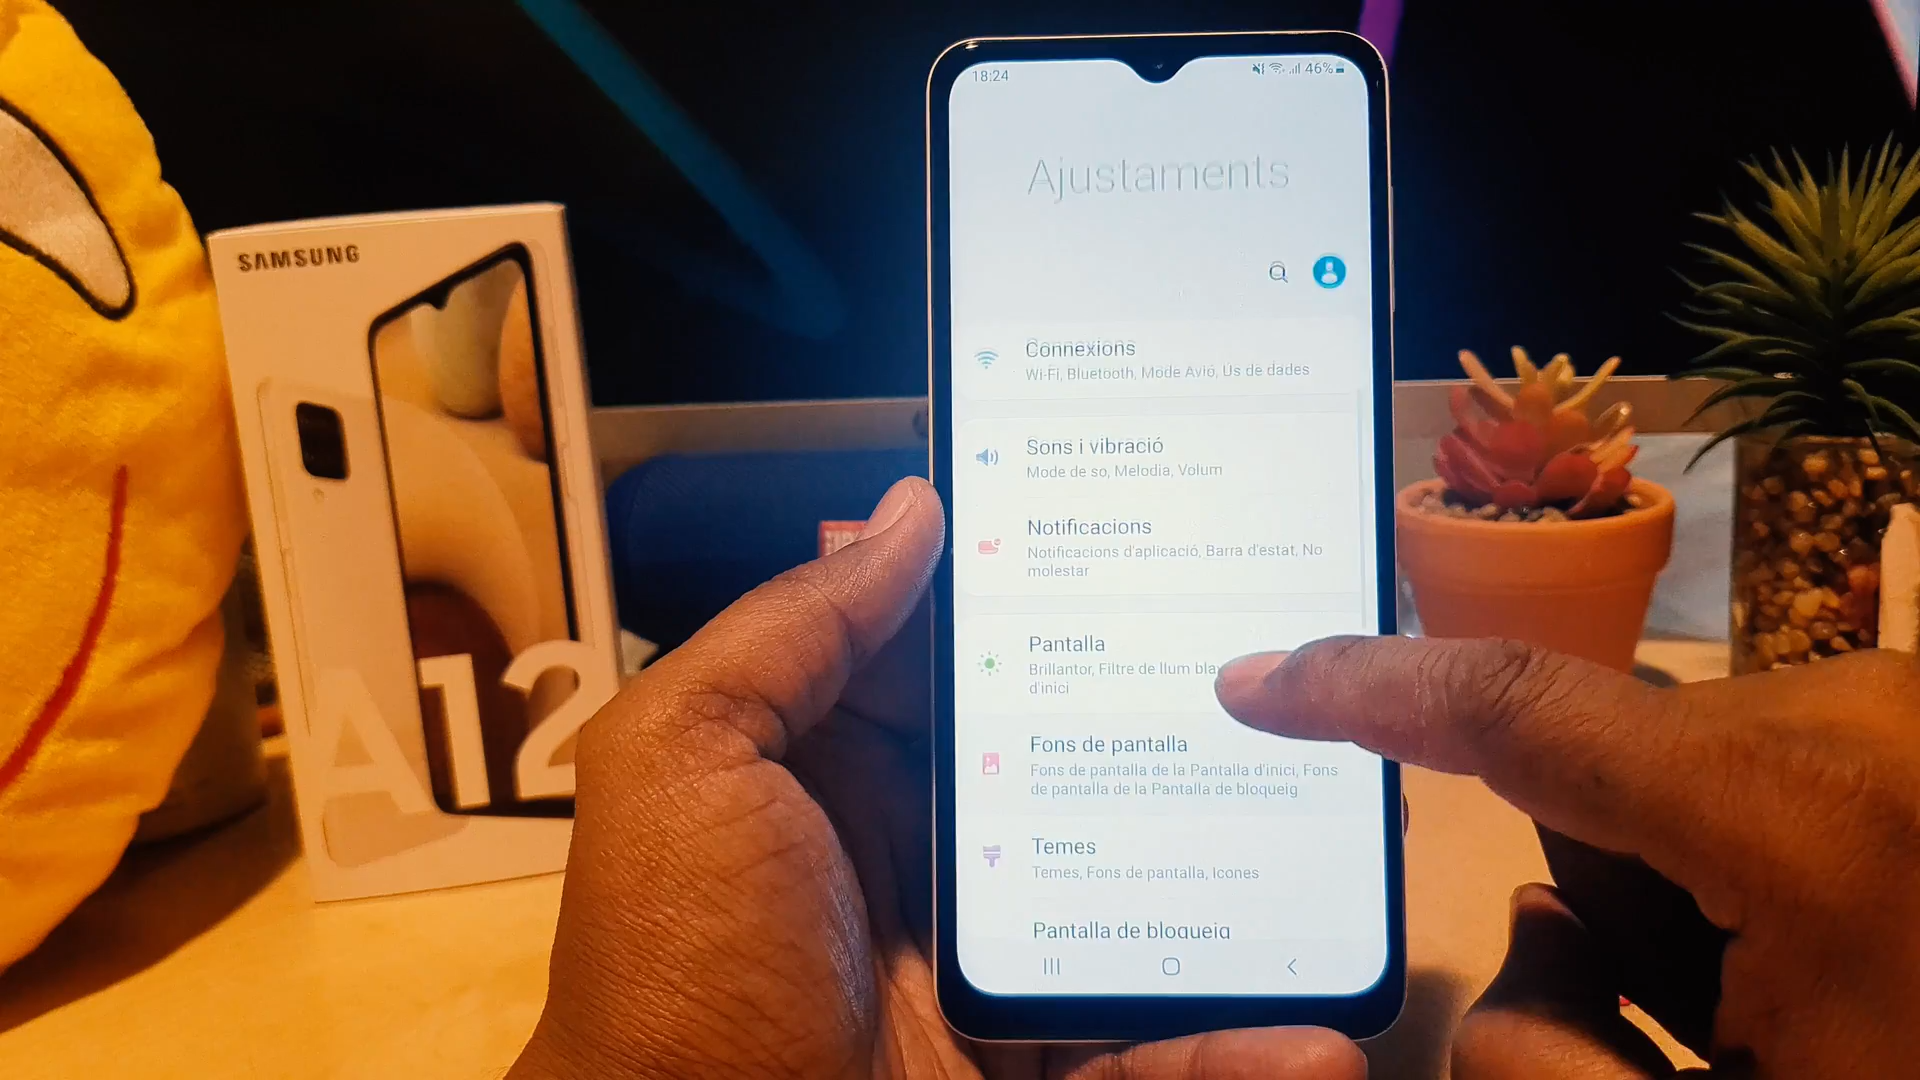 SAMSUNG
A12
18:24
46%
Ajustaments
Connexions
Wi-Fi, Bluetooth, Mode Avió, Ús de dades
Sons i vibració
Mode de so, Melodia, Volum
Notificacions
Notificacions d'aplicació, Barra d'estat, No
molestar
Pantalla
Brillantor, Filtre de llum
d'inici
Fons de pantalla
Fons de pantalla de la Pantalla d'inici, Fons
de pantalla de la Pantalla de bloqueig
Temes
Temes, Fons de pantalla, Icones
Pantalla de bloqueig